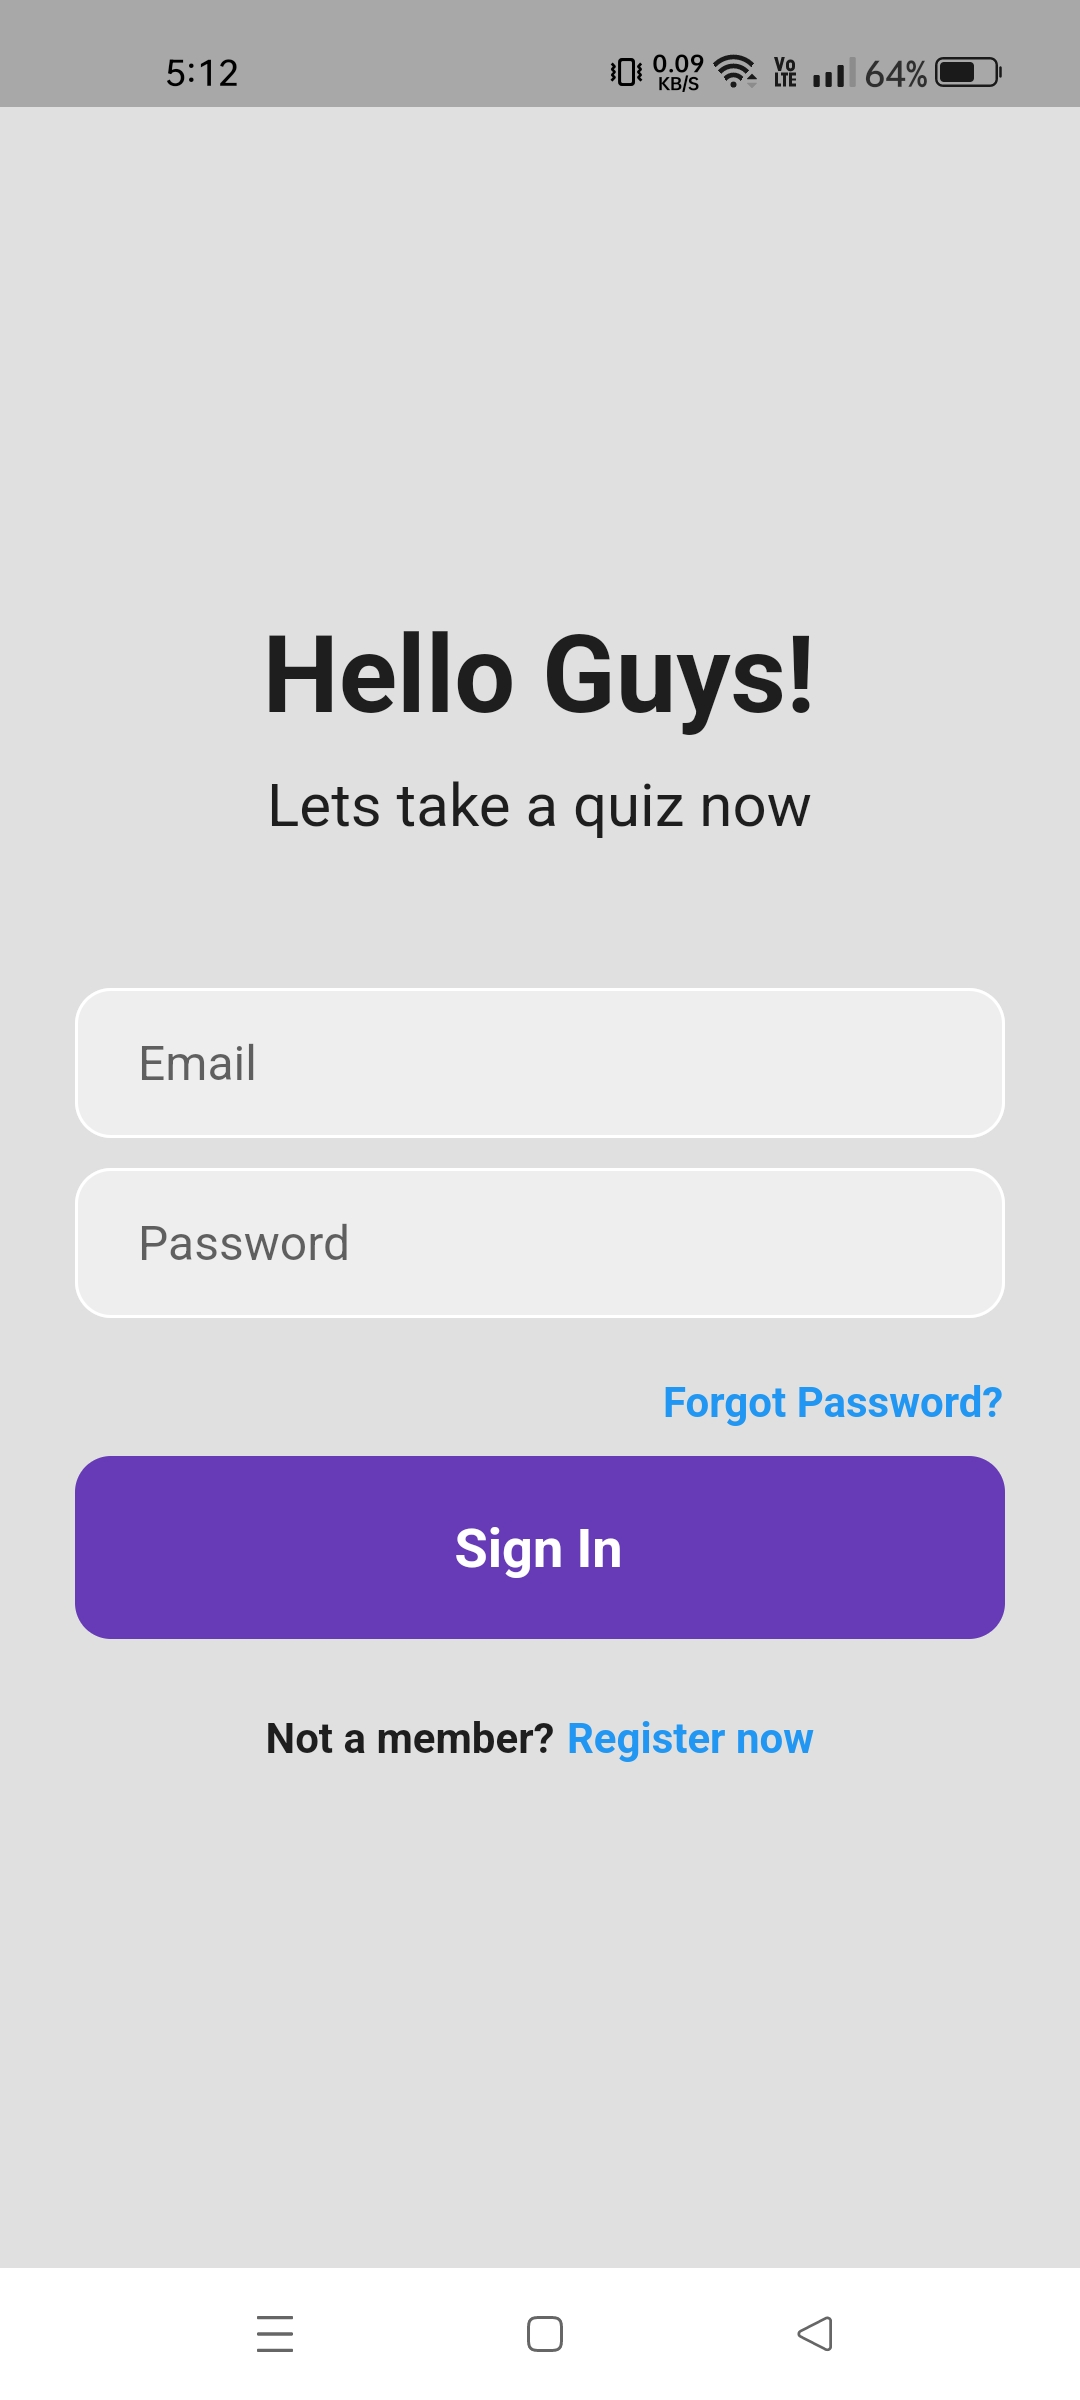 5:12 0.09 KB/S Vo LTE 64%
Hello Guys!
Lets take a quiz now
Email
Password
Forgot Password?
Sign In
Not a member? Register now